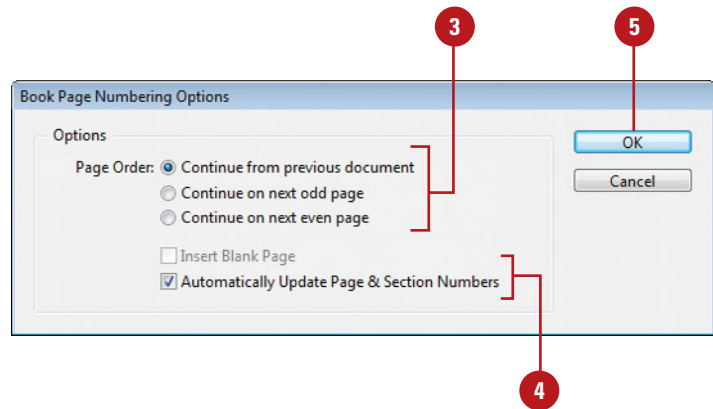 3
5
Book Page Numbering Options
Options
OK
Page Order: Continue from previous document
Cancel
Continue on next odd page
Continue on next even page
Insert Blank Page
Automatically Update Page & Section Numbers
4